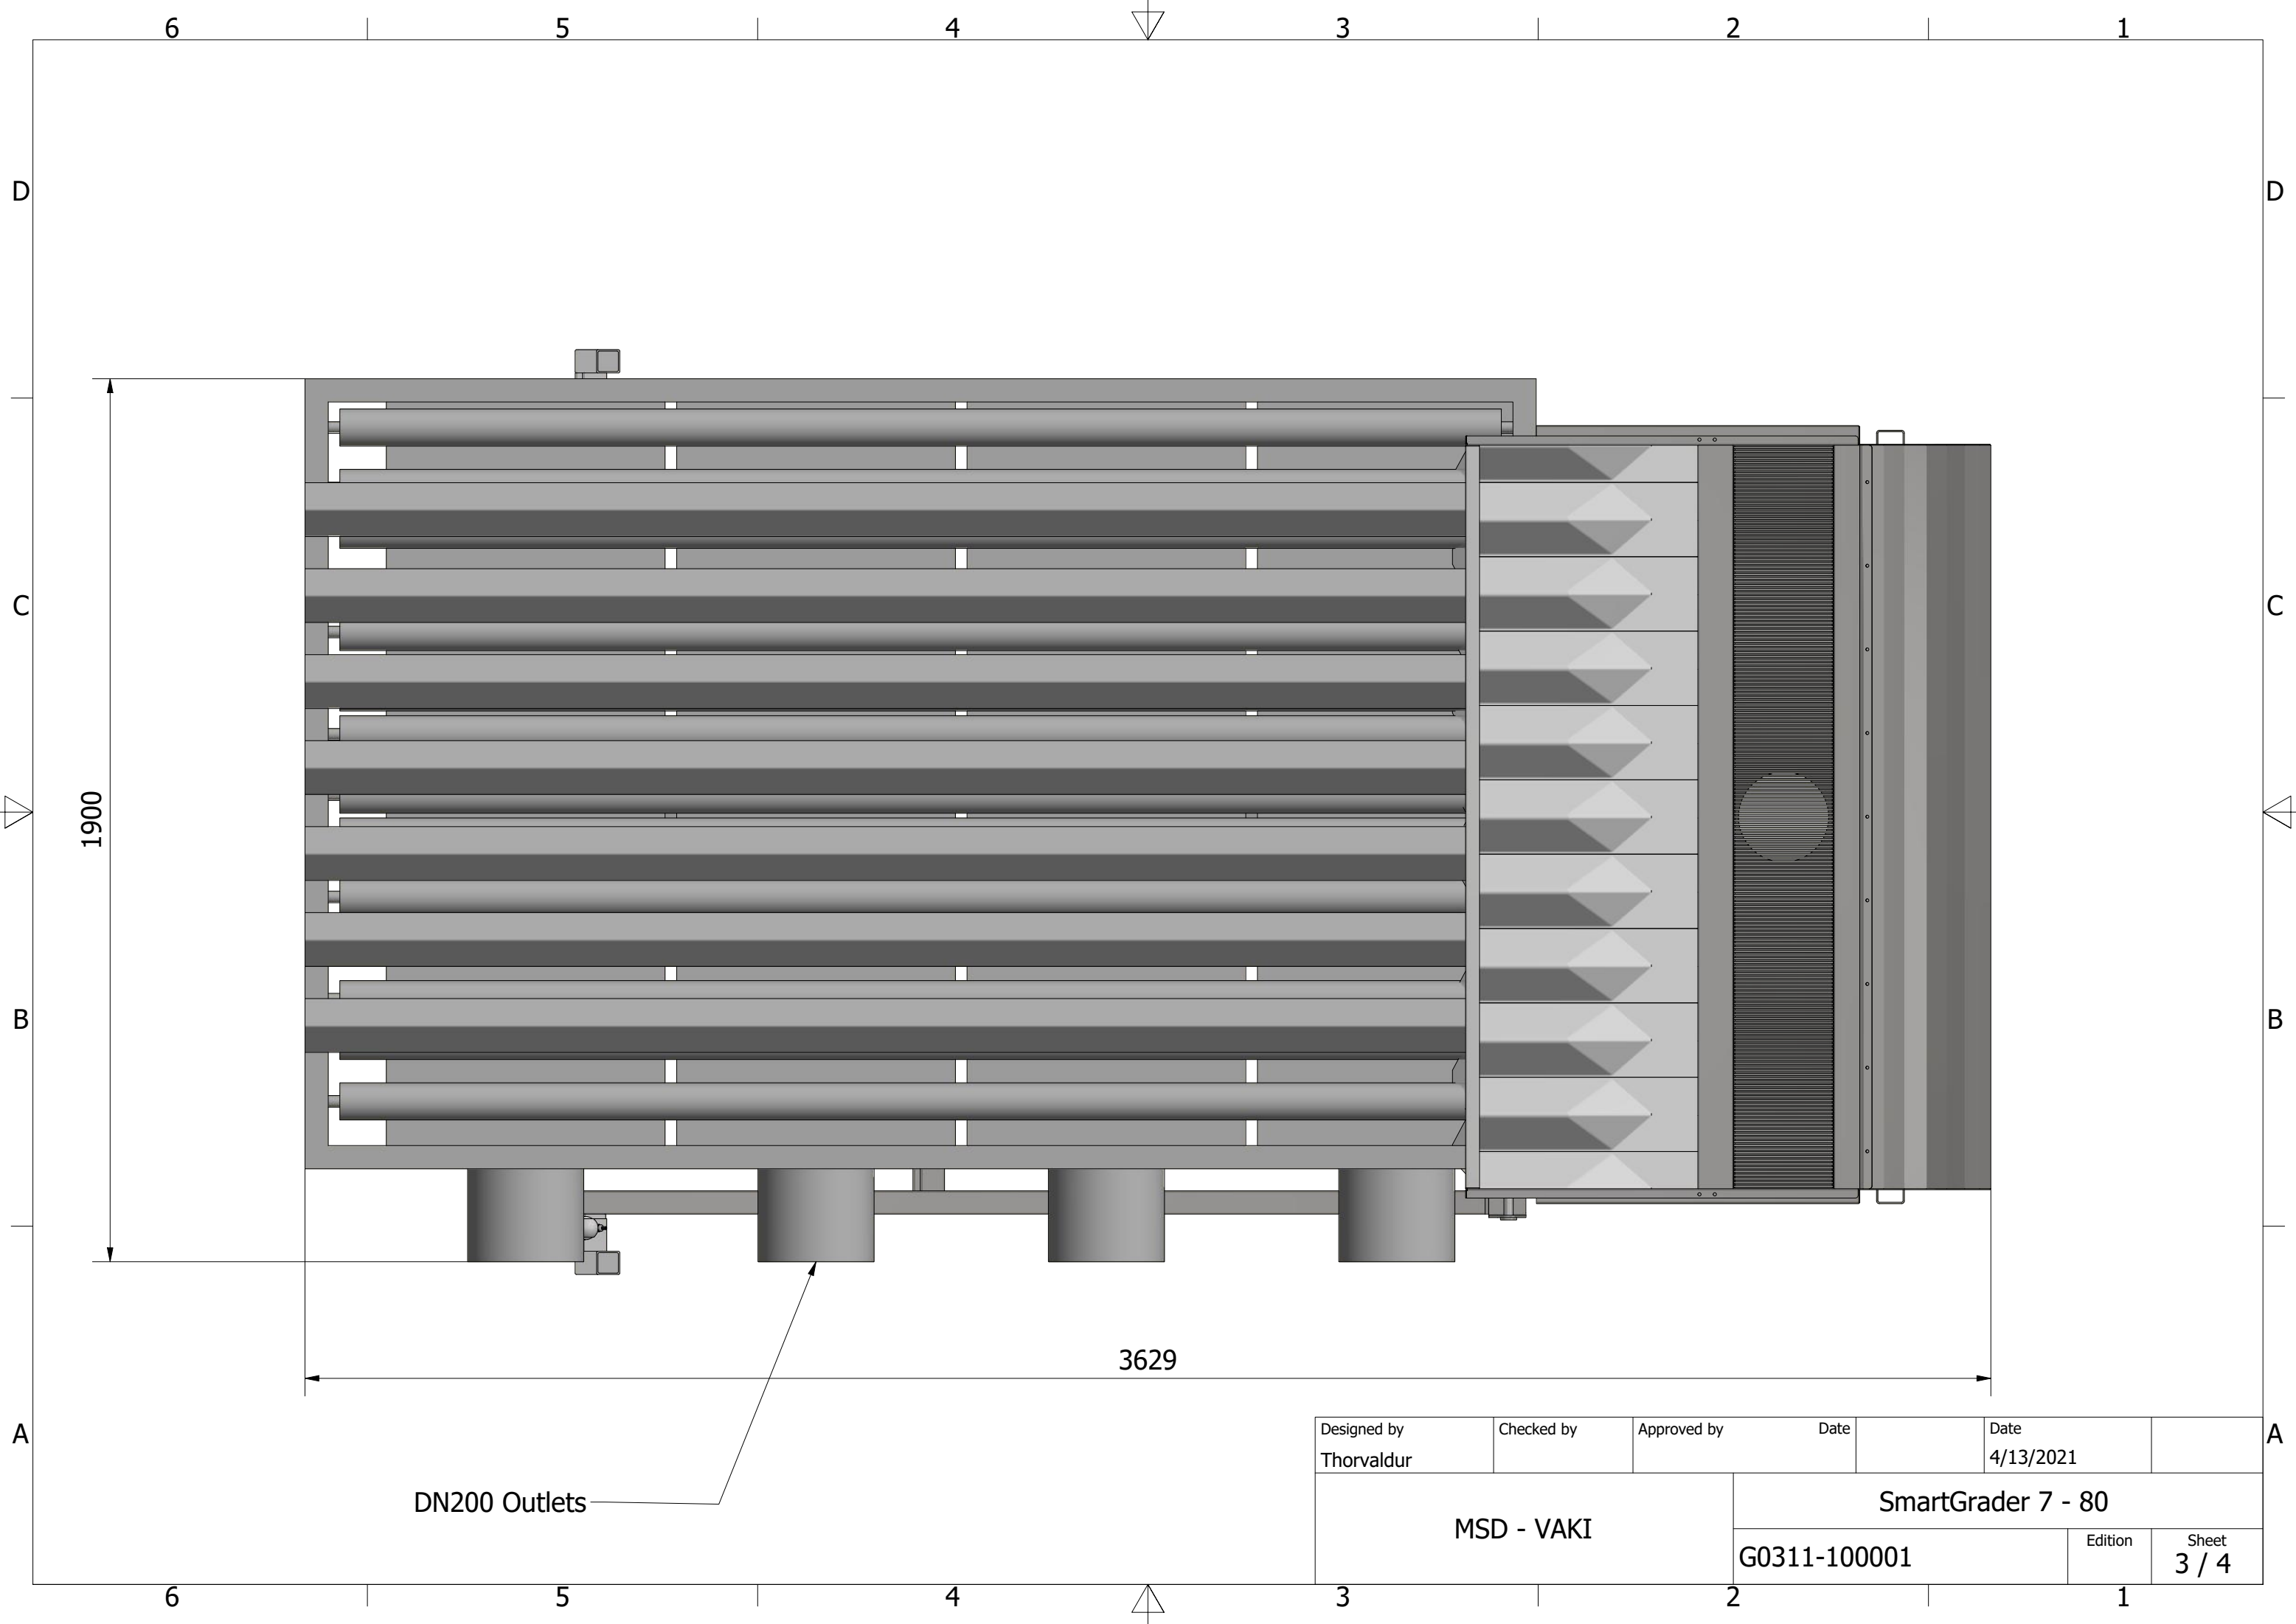 6 5 4 3 2 1
D D
C C
1900
B B
3629
A A
DN200 Outlets
Designed by Checked by Approved by Date Date
Thorvaldur 4/13/2021
SmartGrader 7 - 80
MSD - VAKI
Edition Sheet
G0311-100001 3 / 4
6 5 4 3 2 1